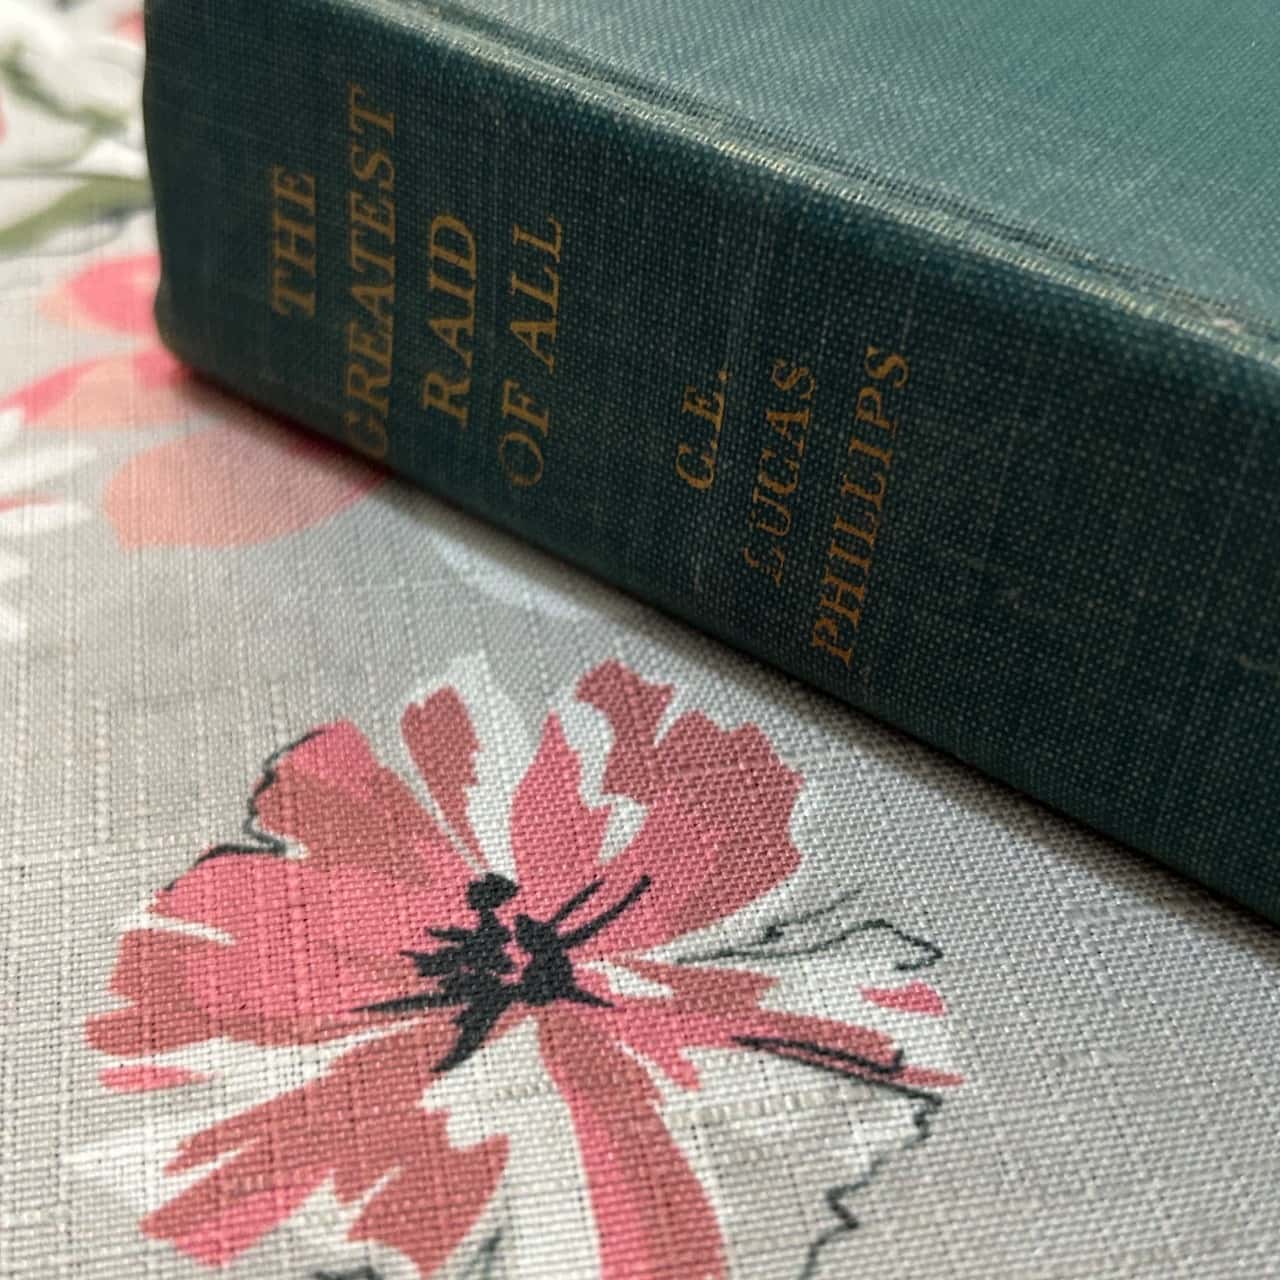 THE
GREATEST
RAID
OF ALL
C.E.
LUCAS
PHILLIPS